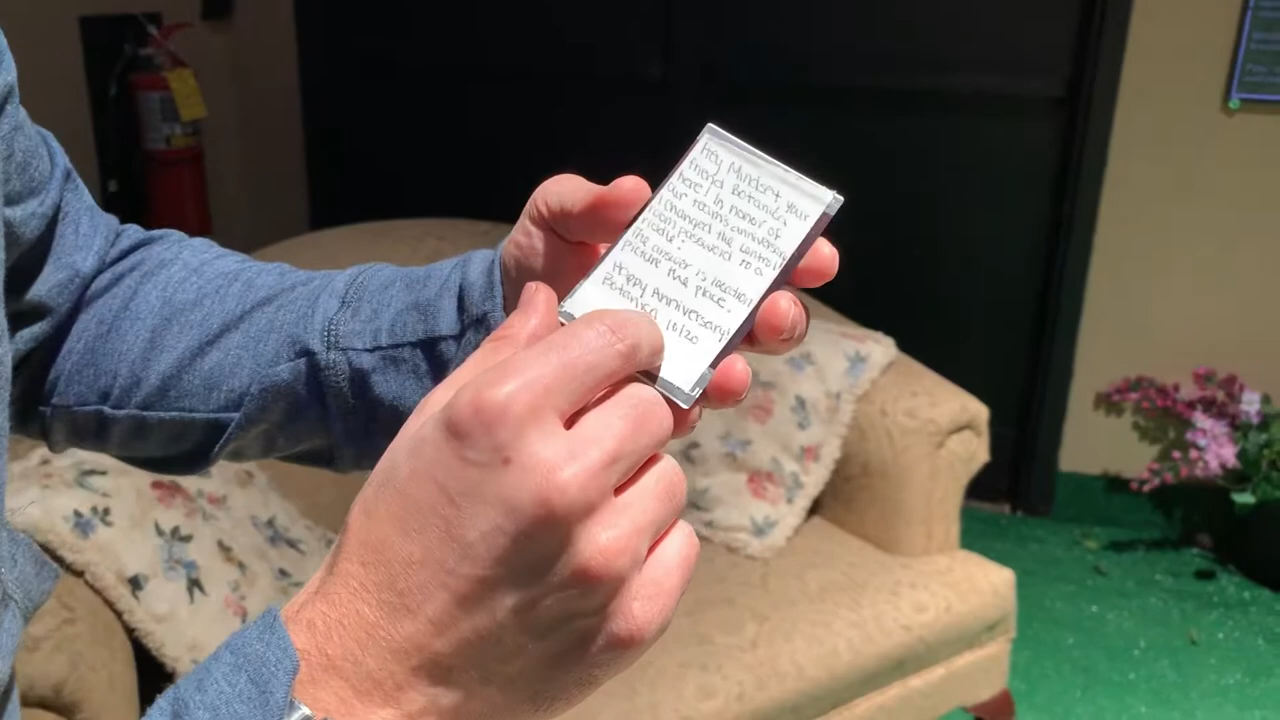 Hey Mindset, your
friend Botanica
here! In honor of
our team's anniversary
I changed the control
room password to a
riddle:
The answer is location
picture the place.
Happy Anniversary!
Botanica 10/20